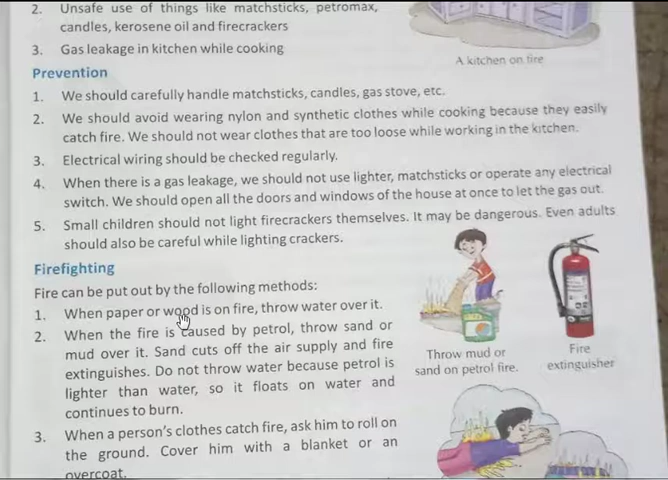 2. Unsafe use of things like matchsticks, petromax,
candles, kerosene oil and firecrackers
3. Gas leakage in kitchen while cooking
A kitchen on fire
Prevention
1. We should carefully handle matchsticks, candles, gas stove, etc.
2. We should avoid wearing nylon and synthetic clothes while cooking because they easily
catch fire. We should not wear clothes that are too loose while working in the kitchen.
3. Electrical wiring should be checked regularly.
4. When there is a gas leakage, we should not use lighter, matchsticks or operate any electrical
switch. We should open all the doors and windows of the house at once to let the gas out.
5. Small children should not light firecrackers themselves. It may be dangerous. Even adults
should also be careful while lighting crackers.
Firefighting
Fire can be put out by the following methods:
1. When paper or wood is on fire, throw water over it.
2. When the fire is caused by petrol, throw sand or
mud over it. Sand cuts off the air supply and fire
extinguishes. Do not throw water because petrol is
lighter than water, so it floats on water and
continues to burn.
Throw mud or
sand on petrol fire.
Fire
extinguisher
3. When a person's clothes catch fire, ask him to roll on
the ground. Cover him with a blanket or an
overcoat.